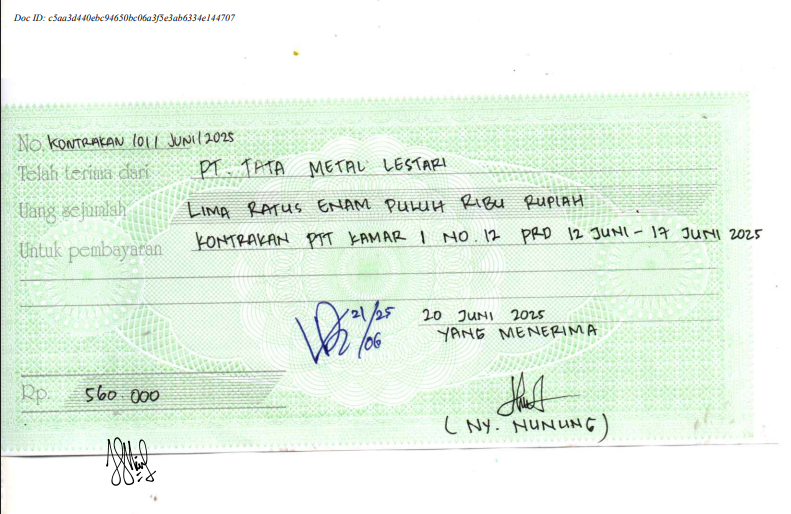 Doc ID: c5aa3d440ebc94650bc06a3f5e3ab6334e144707
No. KONTRAKAN /011 JUNI/2025
Telah terima dari PT. TATA METAL LESTARI
Uang sejumlah LIMA RATUS ENAM PULUH RIBU RUPIAH
Untuk pembayaran KONTRAKAN PTT KAMAR 1 NO. 12 PRD 12 JUNI - 17 JUNI 2025
21/25
/06
20 JUNI 2025
YANG MENERIMA
Rp. 560.000
( NY. NUNUNG )